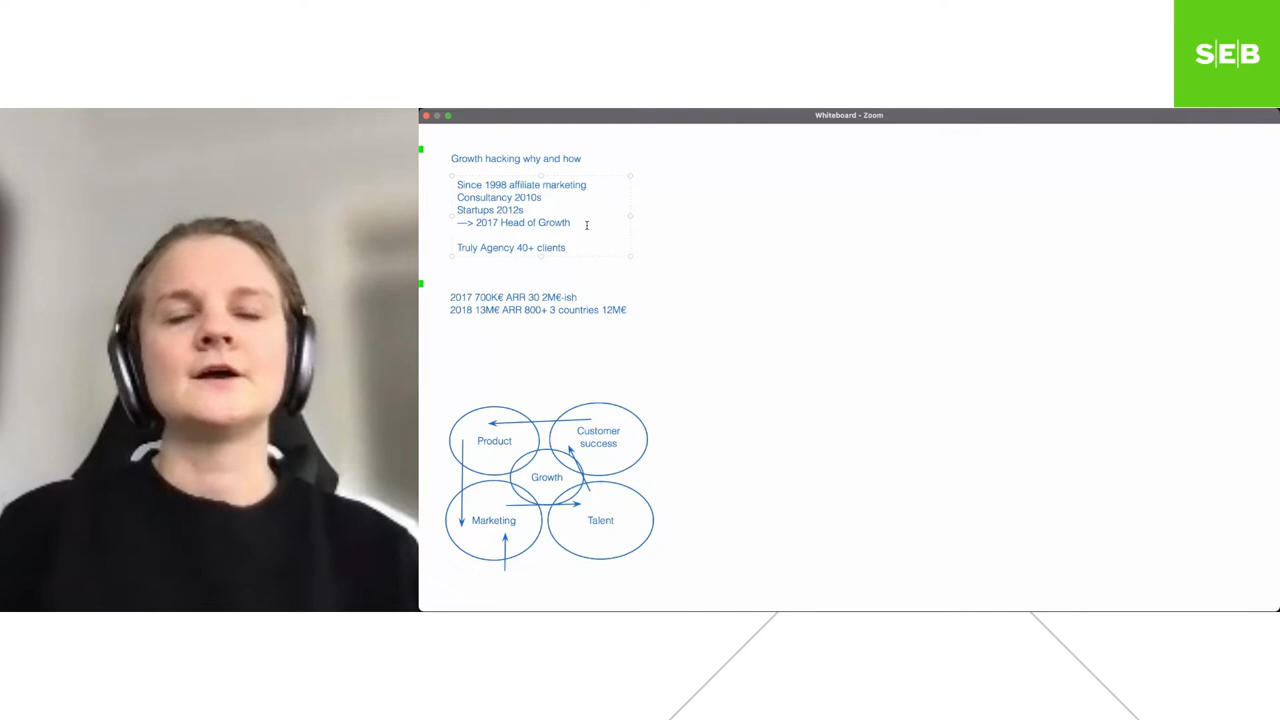 S|E|B
Whiteboard - Zoom
Growth hacking why and how
Since 1998 affiliate marketing
Consultancy 2010s
Startups 2012s
—> 2017 Head of Growth
Truly Agency 40+ clients
2017 700K€ ARR 30 2M€-ish
2018 13M€ ARR 800+ 3 countries 12M€
Product
Customer
success
Growth
Marketing
Talent